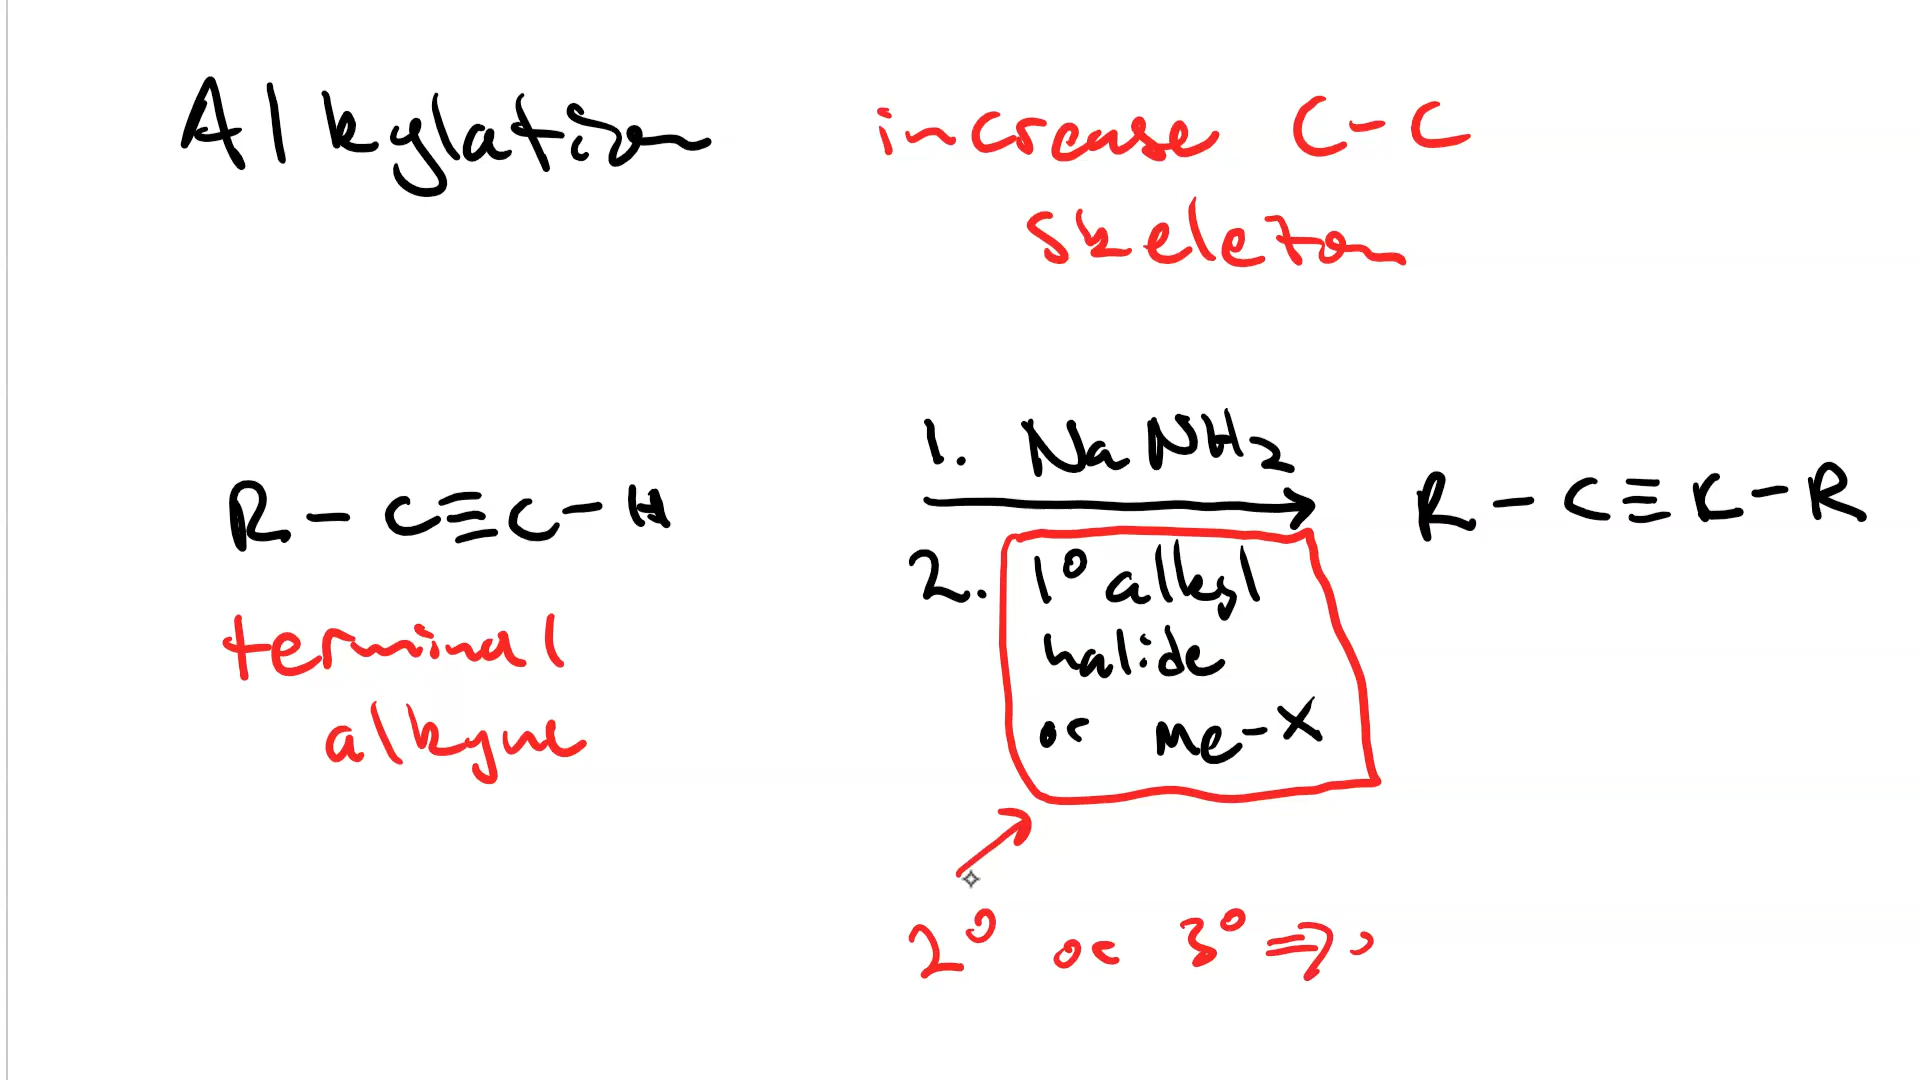 Alkylation
increase C-C
skeleton
R-C≡C-H
1. NaNH2
2. 1° alkyl
halide
or me-X
R-C≡C-R
terminal
alkyne
2° or 3° ⇒